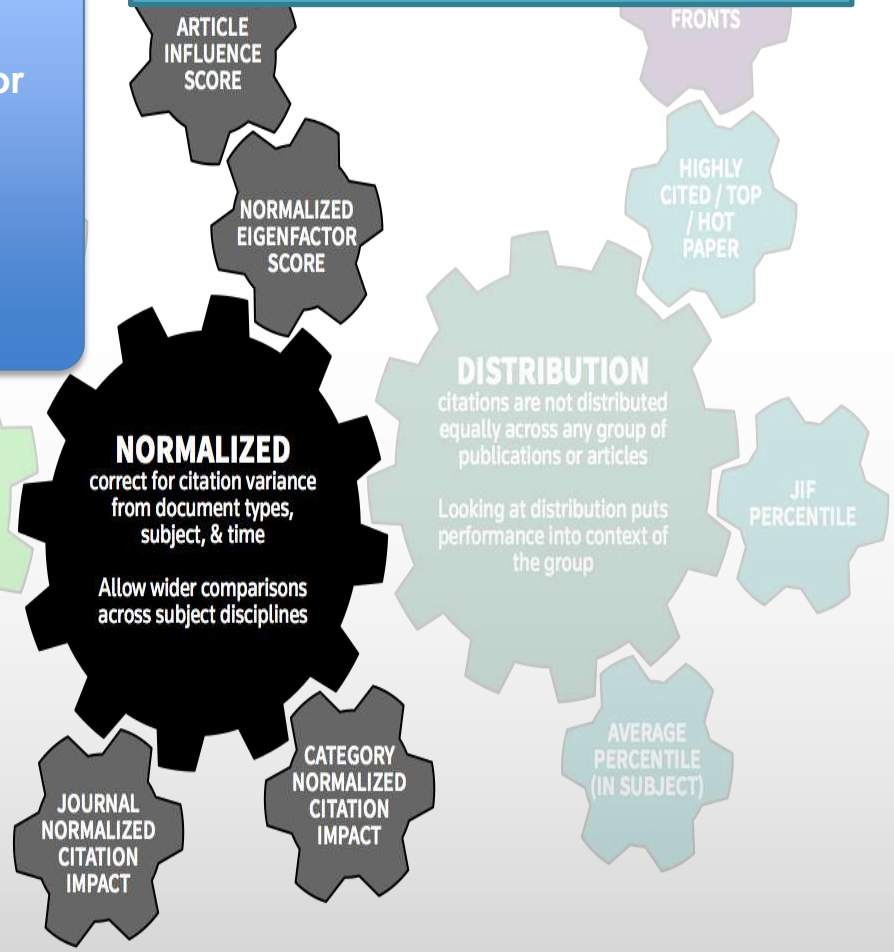 or
ARTICLE
INFLUENCE
SCORE
NORMALIZED
EIGENFACTOR
SCORE
NORMALIZED
correct for citation variance
from document types,
subject, & time
Allow wider comparisons
across subject disciplines
JOURNAL
NORMALIZED
CITATION
IMPACT
CATEGORY
NORMALIZED
CITATION
IMPACT
FRONTS
HIGHLY
CITED / TOP
/ HOT
PAPER
DISTRIBUTION
citations are not distributed
equally across any group of
publications or articles
Looking at distribution puts
performance into context of
the group
JIF
PERCENTILE
AVERAGE
PERCENTILE
(IN SUBJECT)